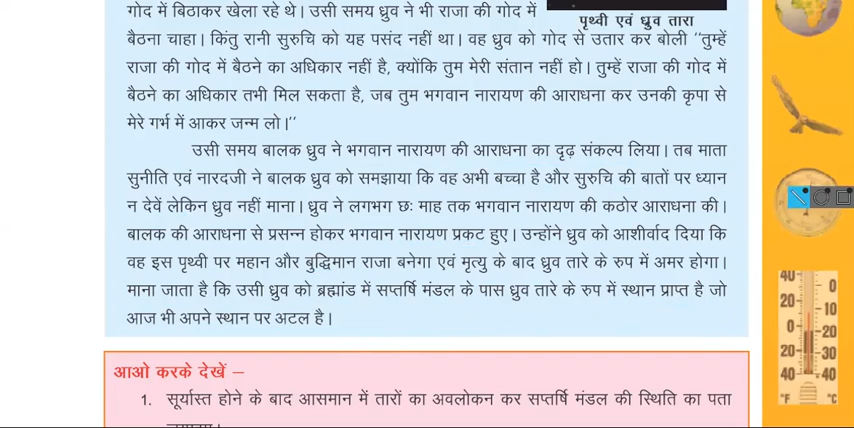 गोद में बिठाकर खेला रहे थे। उसी समय ध्रुव ने भी राजा की गोद में
पृथ्वी एवं ध्रुव तारा
बैठना चाहा। किंतु रानी सुरुचि को यह पसंद नहीं था। वह ध्रुव को गोद से उतार कर बोली "तुम्हें
राजा की गोद में बैठने का अधिकार नहीं है, क्योंकि तुम मेरी संतान नहीं हो। तुम्हें राजा की गोद में
बैठने का अधिकार तभी मिल सकता है, जब तुम भगवान नारायण की आराधना कर उनकी कृपा से
मेरे गर्भ में आकर जन्म लो।"
उसी समय बालक ध्रुव ने भगवान नारायण की आराधना का दृढ़ संकल्प लिया। तब माता
सुनीति एवं नारदजी ने बालक ध्रुव को समझाया कि वह अभी बच्चा है और सुरुचि की बातों पर ध्यान
न देवें लेकिन ध्रुव नहीं माना। ध्रुव ने लगभग छः माह तक भगवान नारायण की कठोर आराधना की।
बालक की आराधना से प्रसन्न होकर भगवान नारायण प्रकट हुए। उन्होंने ध्रुव को आशीर्वाद दिया कि
वह इस पृथ्वी पर महान और बुद्धिमान राजा बनेगा एवं मृत्यु के बाद ध्रुव तारे के रुप में अमर होगा।
माना जाता है कि उसी ध्रुव को ब्रह्मांड में सप्तर्षि मंडल के पास ध्रुव तारे के रुप में स्थान प्राप्त है जो
आज भी अपने स्थान पर अटल है।
आओ करके देखें –
1. सूर्यास्त होने के बाद आसमान में तारों का अवलोकन कर सप्तर्षि मंडल की स्थिति का पता
40 0
20 10
0 20
20 30
40 40
°F °C